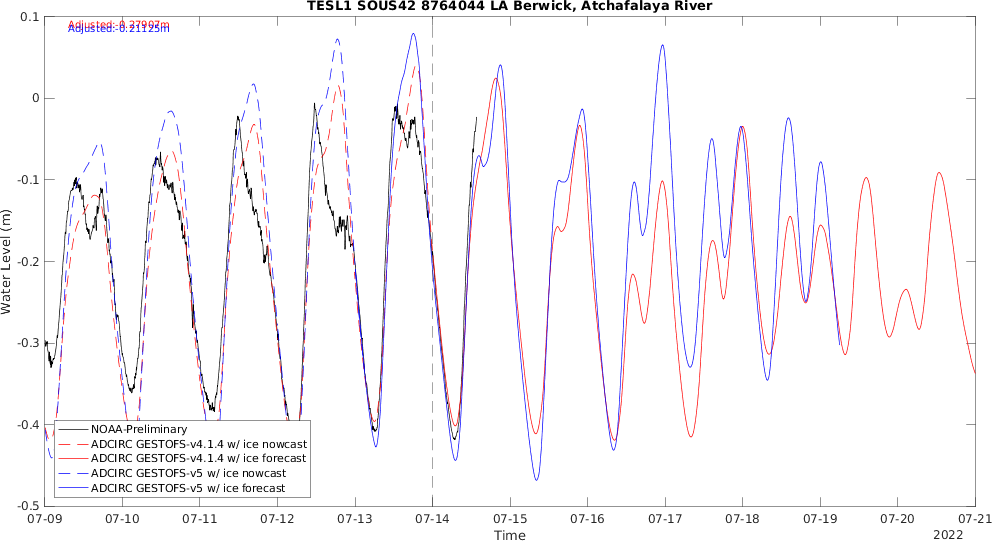 TESL1 SOUS42 8764044 LA Berwick, Atchafalaya River
Adjusted:-0.27907m
Adjusted:-0.21125m
0.1
0
-0.1
-0.2
-0.3
-0.4
-0.5
Water Level (m)
NOAA-Preliminary
ADCIRC GESTOFS-v4.1.4 w/ ice nowcast
ADCIRC GESTOFS-v4.1.4 w/ ice forecast
ADCIRC GESTOFS-v5 w/ ice nowcast
ADCIRC GESTOFS-v5 w/ ice forecast
07-09 07-10 07-11 07-12 07-13 07-14 07-15 07-16 07-17 07-18 07-19 07-20 07-21
Time
2022